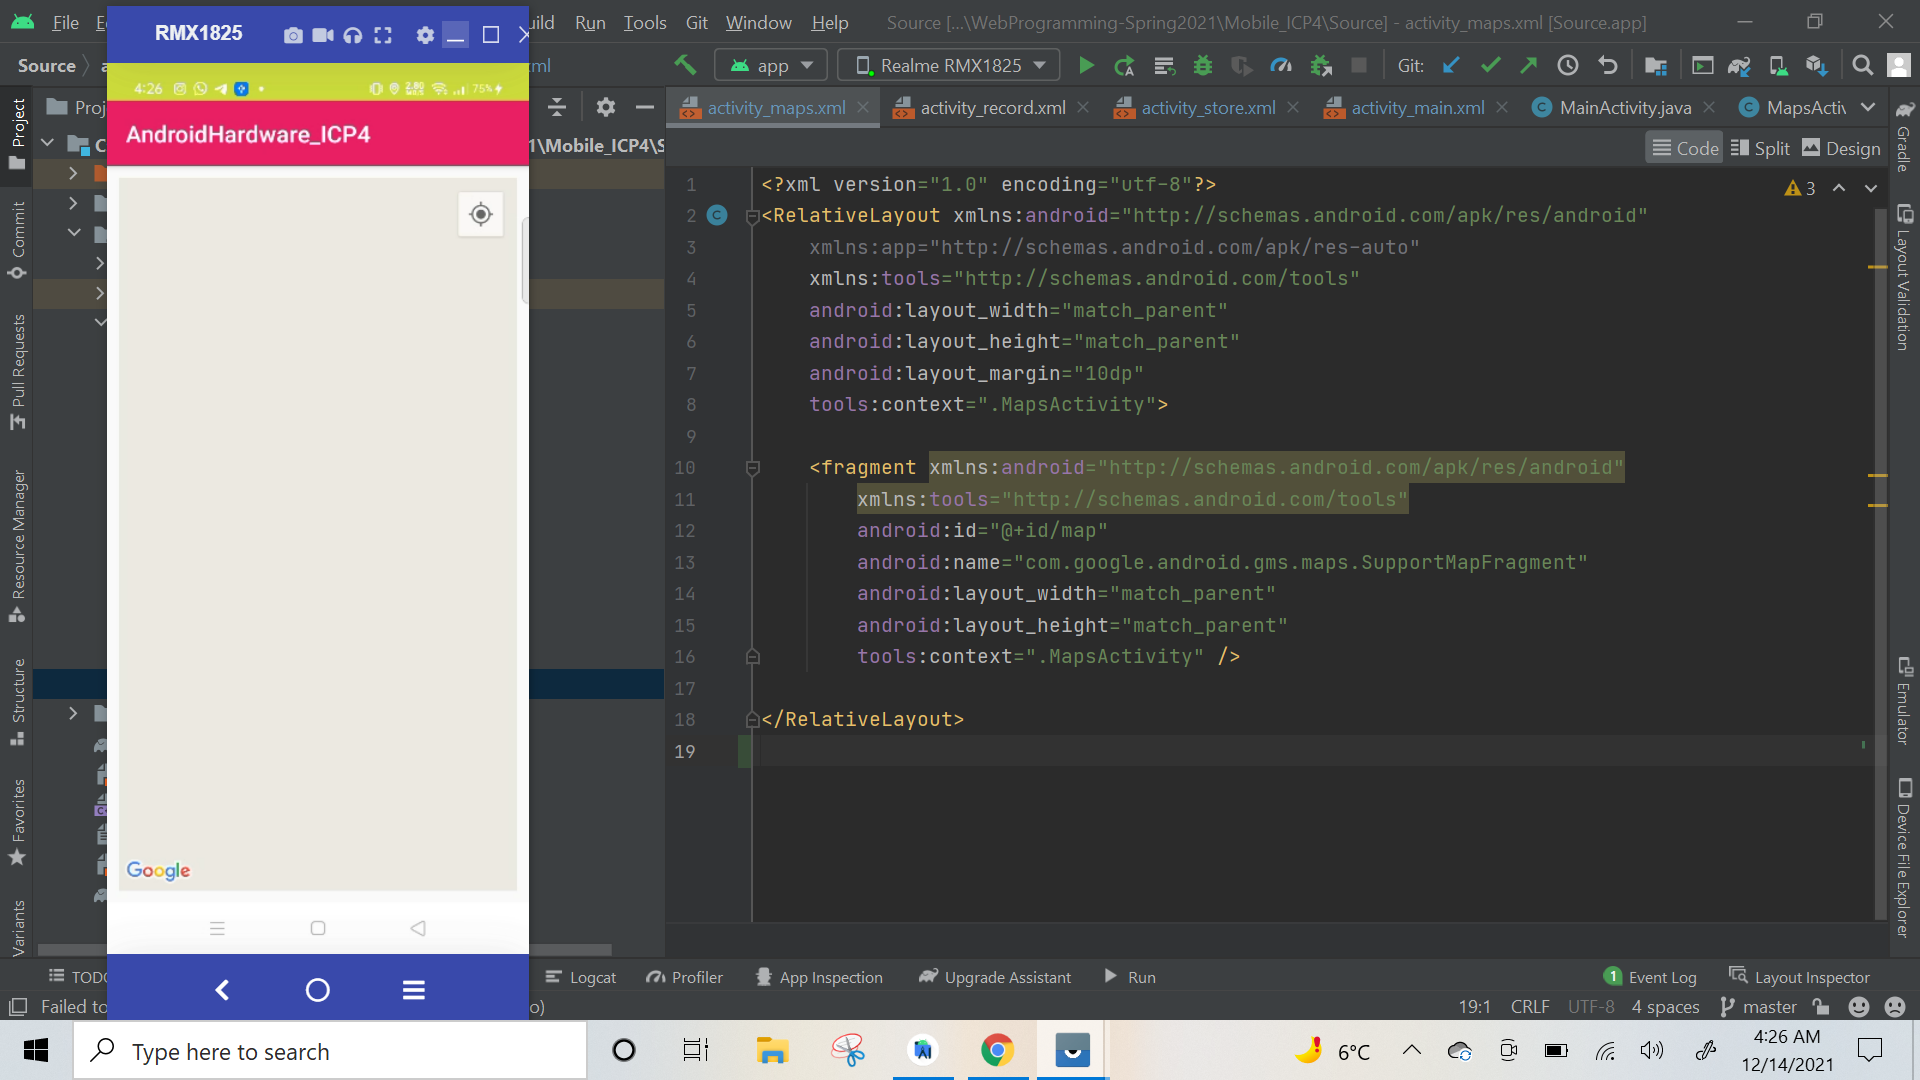 File
uild
Run
Tools
Git
Window
Help
Source [...\WebProgramming-Spring2021\Mobile_ICP4\Source] - activity_maps.xml [Source.app]
RMX1825
Source
ml
app
Realme RMX1825
Git:
4:26
2.80
75%
Proj
activity_maps.xml
activity_record.xml
activity_store.xml
activity_main.xml
MainActivity.java
MapsActiv
AndroidHardware_ICP4
1\Mobile_ICP4\S
Code
Split
Design
3
1 <?xml version="1.0" encoding="utf-8"?>
2 <RelativeLayout xmlns:android="http://schemas.android.com/apk/res/android"
3 xmlns:app="http://schemas.android.com/apk/res-auto"
4 xmlns:tools="http://schemas.android.com/tools"
5 android:layout_width="match_parent"
6 android:layout_height="match_parent"
7 android:layout_margin="10dp"
8 tools:context=".MapsActivity">
9
10 <fragment xmlns:android="http://schemas.android.com/apk/res/android"
11 xmlns:tools="http://schemas.android.com/tools"
12 android:id="@+id/map"
13 android:name="com.google.android.gms.maps.SupportMapFragment"
14 android:layout_width="match_parent"
15 android:layout_height="match_parent"
16 tools:context=".MapsActivity" />
17
18 </RelativeLayout>
19
Google
Project
Commit
Pull Requests
Resource Manager
Structure
Favorites
Variants
Gradle
Layout Validation
Emulator
Device File Explorer
TODO
Logcat
Profiler
App Inspection
Upgrade Assistant
Run
1 Event Log
Layout Inspector
Failed to
o)
19:1
CRLF
UTF-8
4 spaces
master
Type here to search
AI
6°C
4:26 AM
12/14/2021